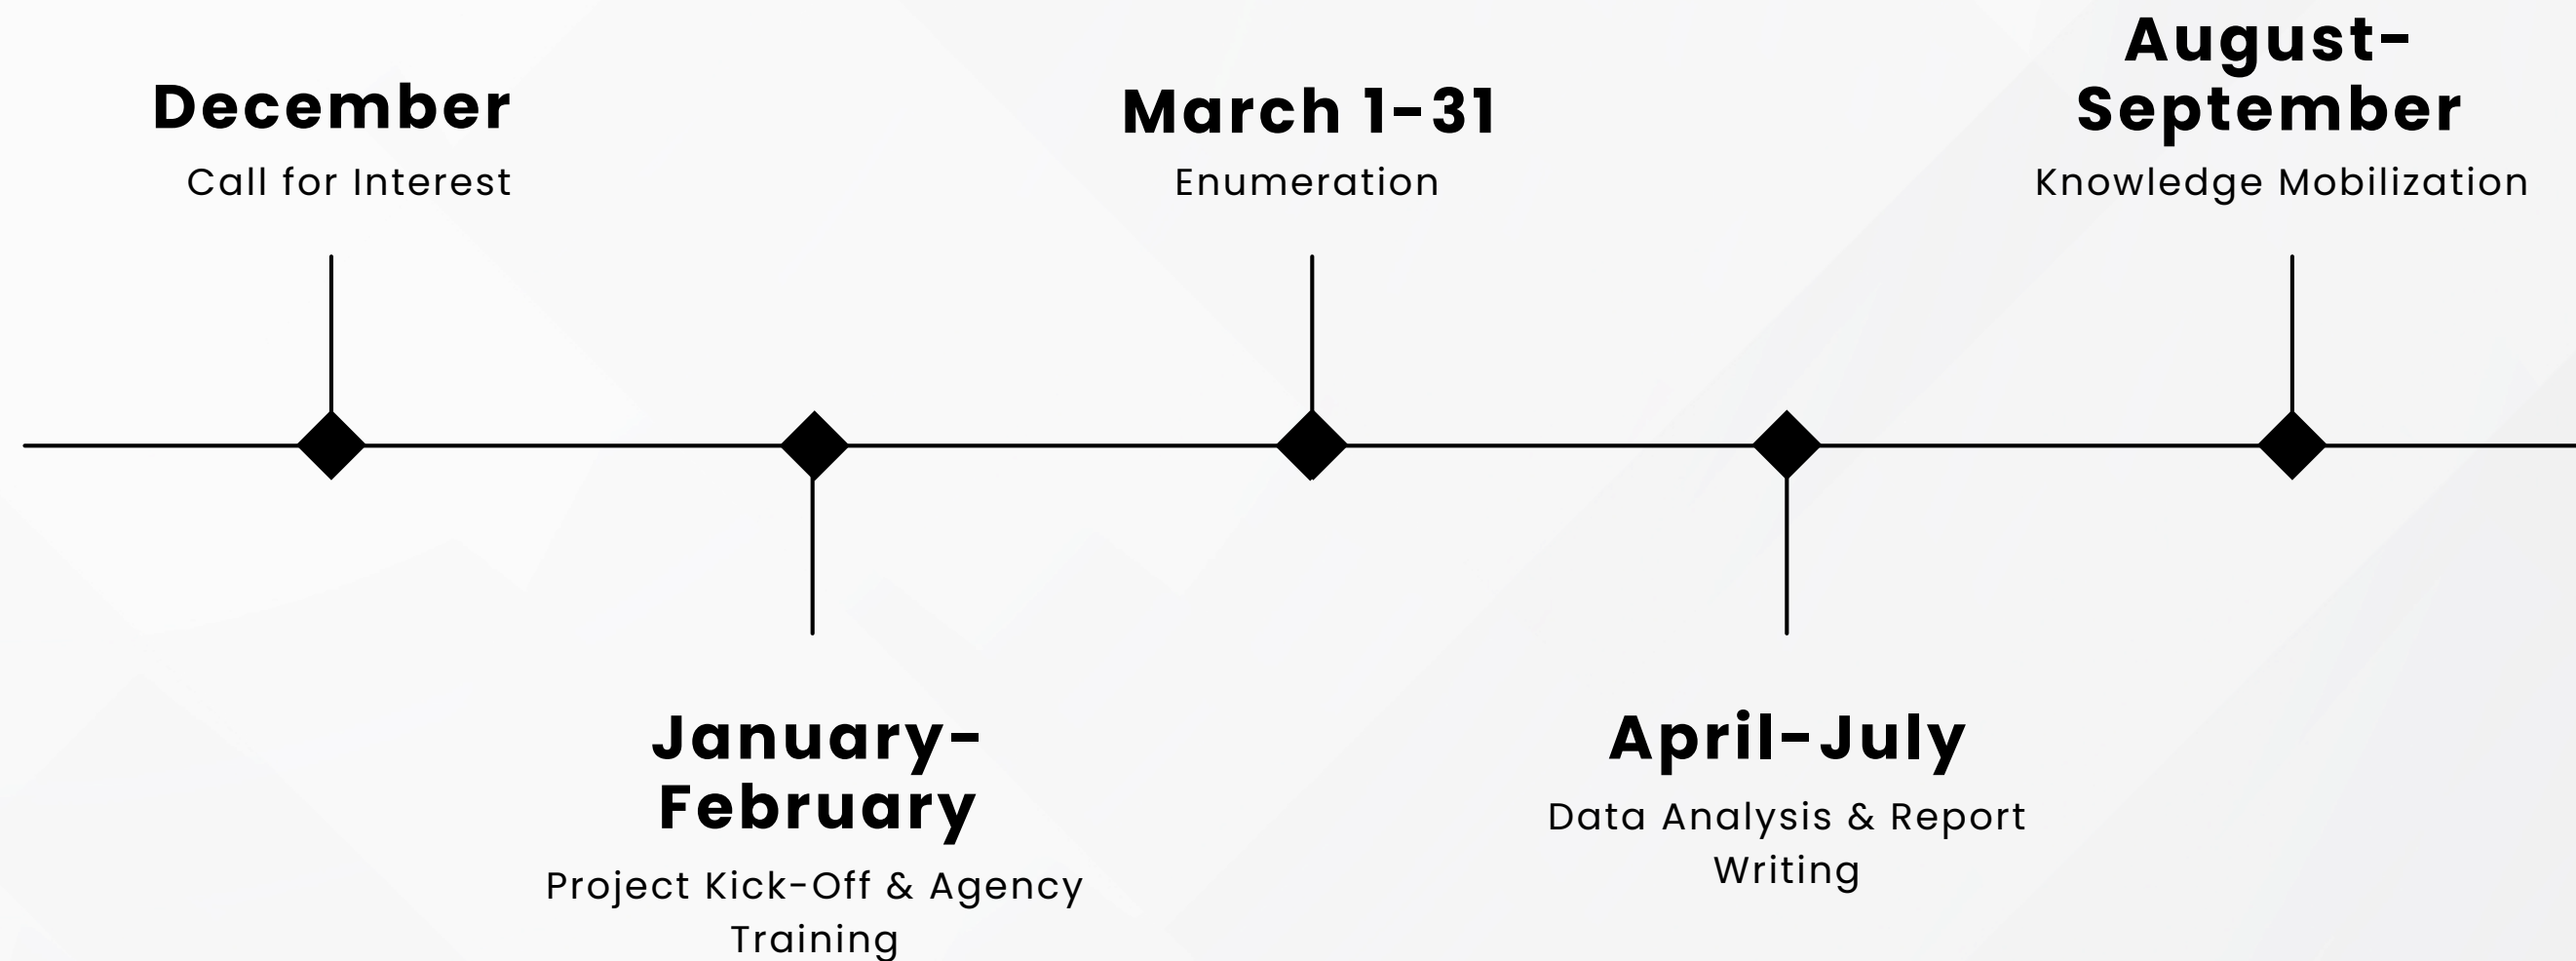 December
Call for Interest
January-
February
Project Kick-Off & Agency
Training
March 1-31
Enumeration
April-July
Data Analysis & Report
Writing
August-
September
Knowledge Mobilization